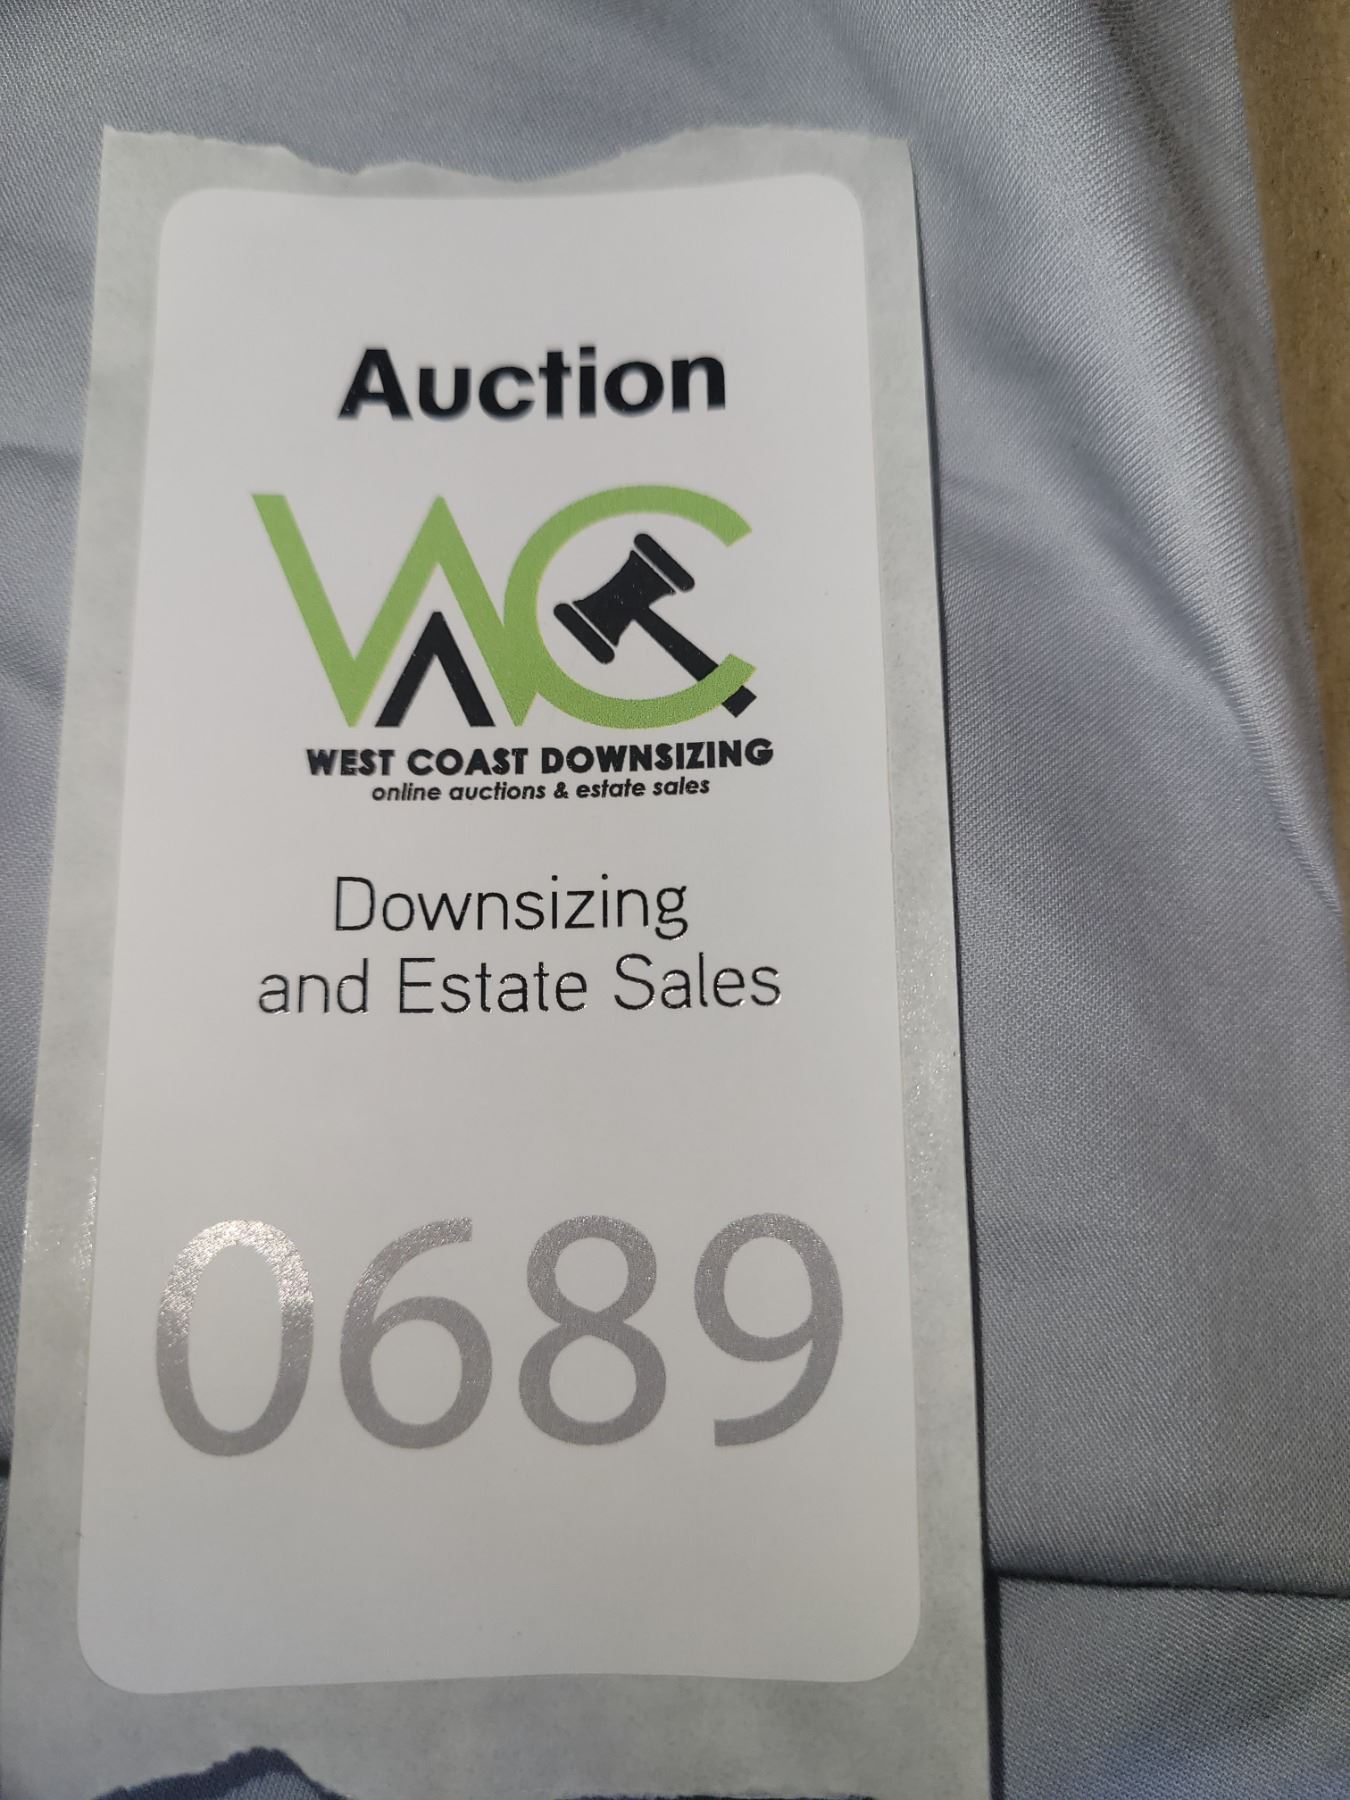 Auction
WC
WEST COAST DOWNSIZING
online auctions & estate sales
Downsizing
and Estate Sales
0689